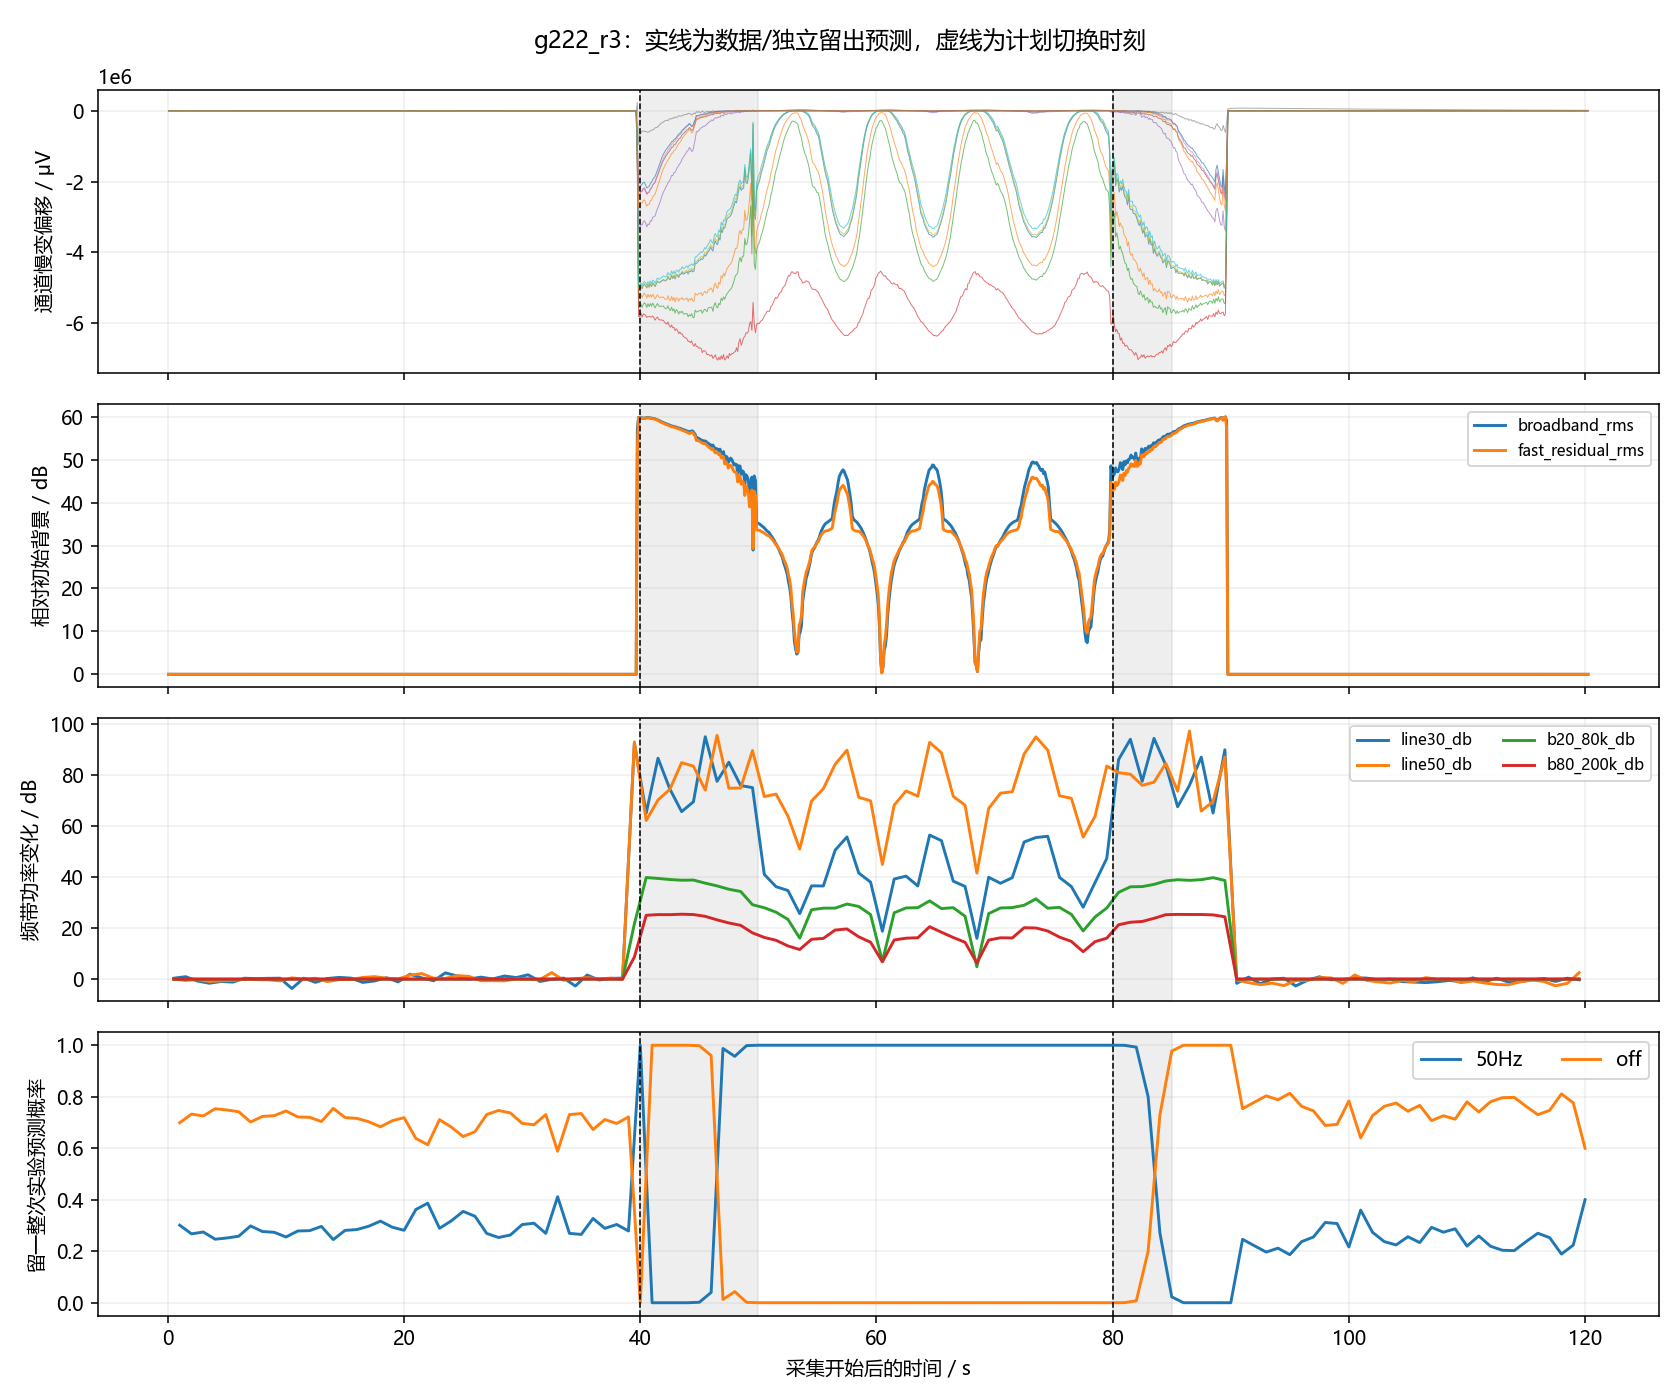 g222_r3：实线为数据/独立留出预测，虚线为计划切换时刻
1e6
通道慢变偏移 / μV
0
-2
-4
-6
相对初始背景 / dB
60
50
40
30
20
10
0
broadband_rms
fast_residual_rms
频带功率变化 / dB
100
80
60
40
20
0
line30_db
line50_db
b20_80k_db
b80_200k_db
留一整次实验预测概率
1.0
0.8
0.6
0.4
0.2
0.0
50Hz
off
0 20 40 60 80 100 120
采集开始后的时间 / s